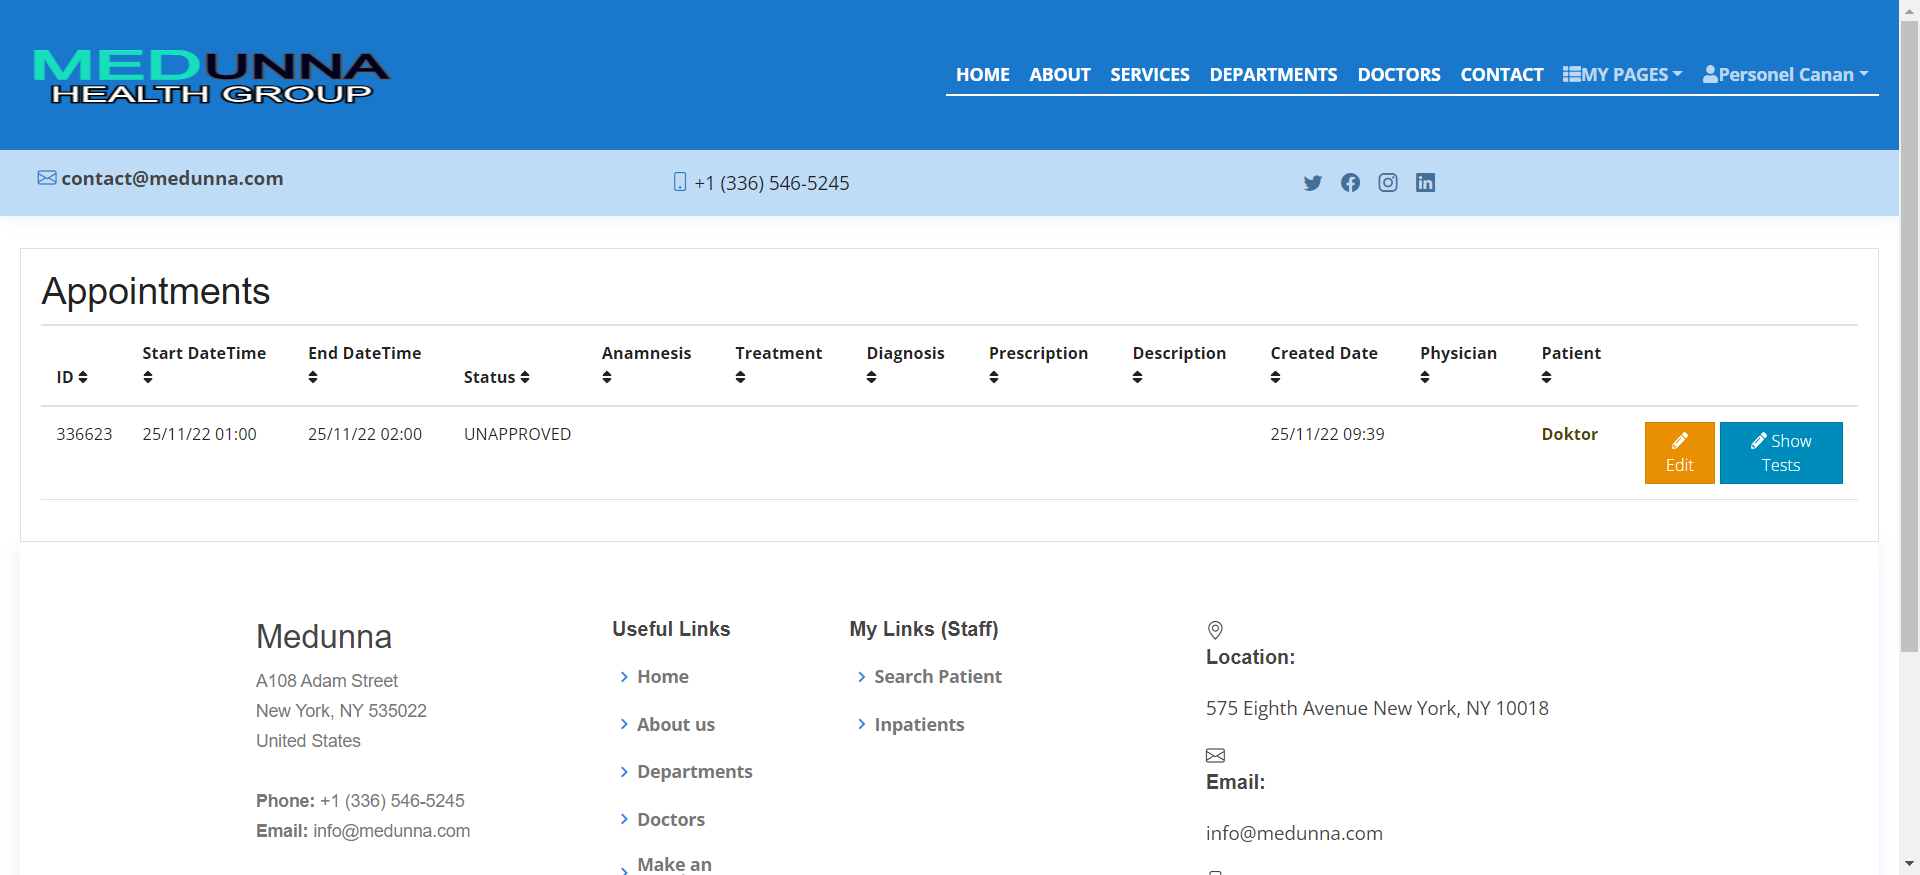 MEDUNNA
HEALTH GROUP
HOME ABOUT SERVICES DEPARTMENTS DOCTORS CONTACT MY PAGES Personel Canan
contact@medunna.com
+1 (336) 546-5245
Appointments
ID Start DateTime End DateTime Status Anamnesis Treatment Diagnosis Prescription Description Created Date Physician Patient
336623 25/11/22 01:00 25/11/22 02:00 UNAPPROVED 25/11/22 09:39 Doktor
Edit
Show
Tests
Medunna
A108 Adam Street
New York, NY 535022
United States
Phone: +1 (336) 546-5245
Email: info@medunna.com
Useful Links
Home
About us
Departments
Doctors
Make an
My Links (Staff)
Search Patient
Inpatients
Location:
575 Eighth Avenue New York, NY 10018
Email:
info@medunna.com